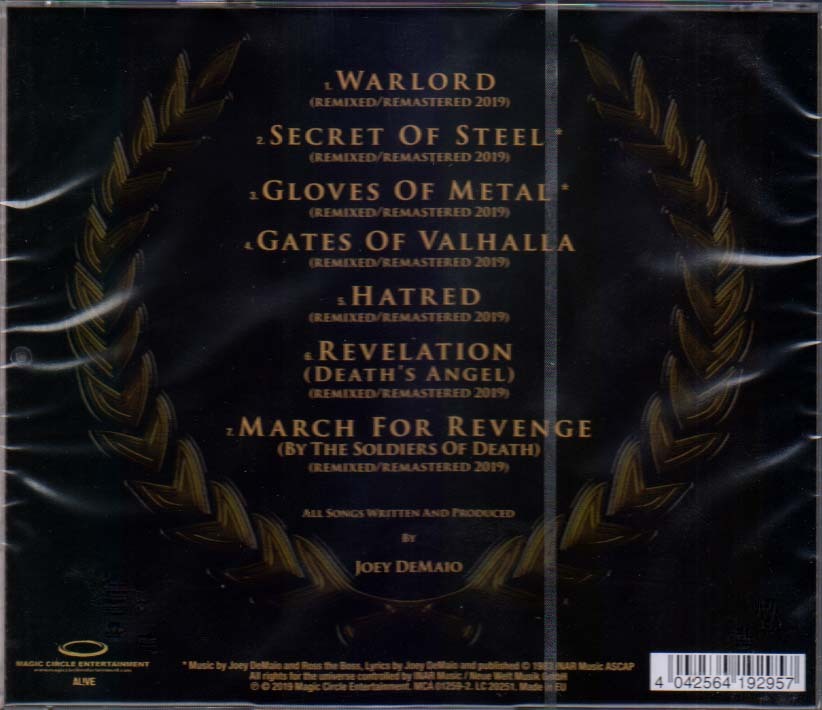 1. WARLORD
(REMIXED/REMASTERED 2019)
2. SECRET OF STEEL *
(REMIXED/REMASTERED 2019)
3. GLOVES OF METAL *
(REMIXED/REMASTERED 2019)
4. GATES OF VALHALLA
(REMIXED/REMASTERED 2019)
5. HATRED
(REMIXED/REMASTERED 2019)
6. REVELATION
(DEATH'S ANGEL)
(REMIXED/REMASTERED 2019)
7. MARCH FOR REVENGE
(BY THE SOLDIERS OF DEATH)
(REMIXED/REMASTERED 2019)
ALL SONGS WRITTEN AND PRODUCED
BY
JOEY DEMAIO
MAGIC CIRCLE ENTERTAINMENT
www.magiccircleentertainment.com
AL!VE
* Music by Joey DeMaio and Ross the Boss, Lyrics by Joey DeMaio and published © 1983 INAR Music ASCAP
All rights for the universe controlled by INAR Music / Neue Welt Musik GmbH
℗ © 2019 Magic Circle Entertainment. MCA 01259-2. LC 20251. Made in EU
4 042564 192957